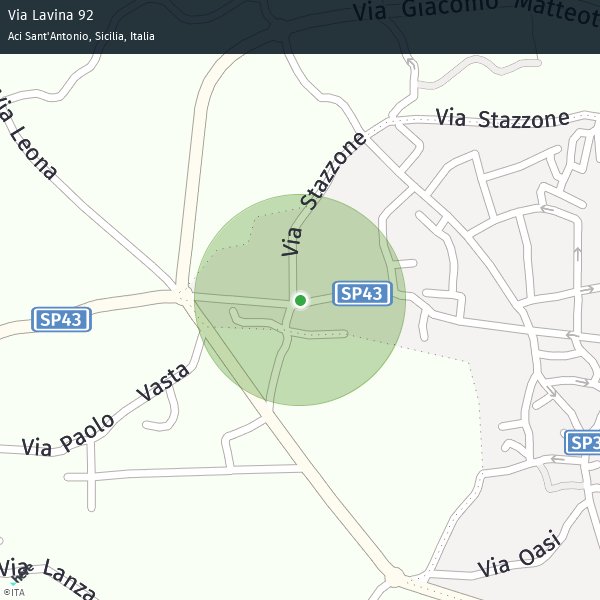 Via Lavina 92
Aci Sant'Antonio, Sicilia, Italia
Via Giacomo Matteot
Via Leona
Via Stazzone
Via Stazzone
SP43
SP43
Via Paolo Vasta
SP3
Via Oasi
Via Lanza
here
©ITA